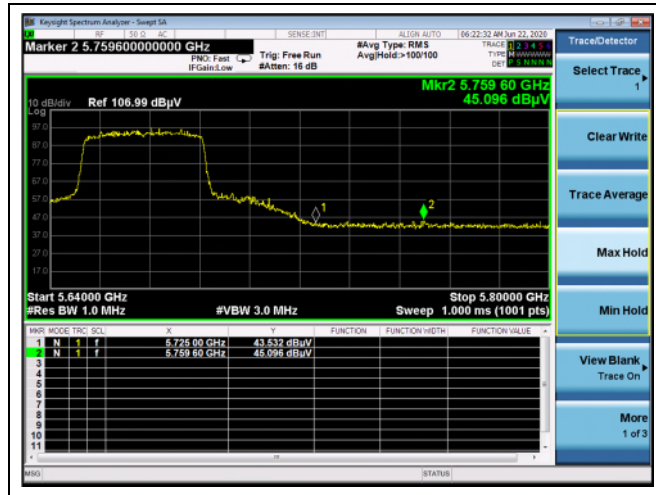 Keysight Spectrum Analyzer - Swept SA
RF 50 Ω AC SENSE:INT ALIGN AUTO 06:22:32 AM Jun 22, 2020
Marker 2 5.759600000000 GHz
PNO: Fast
IFGain:Low
Trig: Free Run
#Atten: 16 dB
#Avg Type: RMS
Avg|Hold:>100/100
TRACE 1 2 3 4 5 6
TYPE M WWWWW
DET P S N N N N
Mkr2 5.759 60 GHz
45.096 dBµV
10 dB/div Ref 106.99 dBµV
Log
97.0
87.0
77.0
67.0
57.0
47.0
37.0
27.0
17.0
1
2
Start 5.64000 GHz Stop 5.80000 GHz
#Res BW 1.0 MHz #VBW 3.0 MHz Sweep 1.000 ms (1001 pts)
MKR MODE TRC SCL X Y FUNCTION FUNCTION WIDTH FUNCTION VALUE
1 N 1 f 5.725 00 GHz 43.532 dBuV
2 N 1 f 5.759 60 GHz 45.096 dBuV
3
4
5
6
7
8
9
10
11
MSG STATUS
Trace/Detector
Select Trace
1
Clear Write
Trace Average
Max Hold
Min Hold
View Blank
Trace On
More
1 of 3